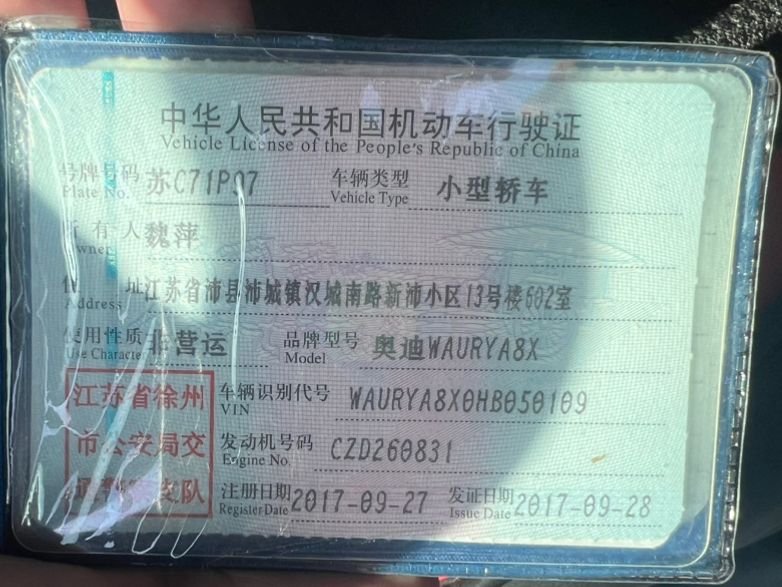 中华人民共和国机动车行驶证
Vehicle License of the People's Republic of China
号牌号码 苏C71P97 车辆类型 小型轿车
Plate No. Vehicle Type
所有人 魏萍
Owner
住址 江苏省沛县沛城镇汉城南路新沛小区13号楼602室
Address
使用性质 非营运 品牌型号 奥迪WAURYA8X
Use Character Model
江苏省徐州 车辆识别代号 WAURYA8X0HB050109
VIN
市公安局交 发动机号码 CZD260831
Engine No.
通警察支队 注册日期 2017-09-27 发证日期 2017-09-28
Register Date Issue Date